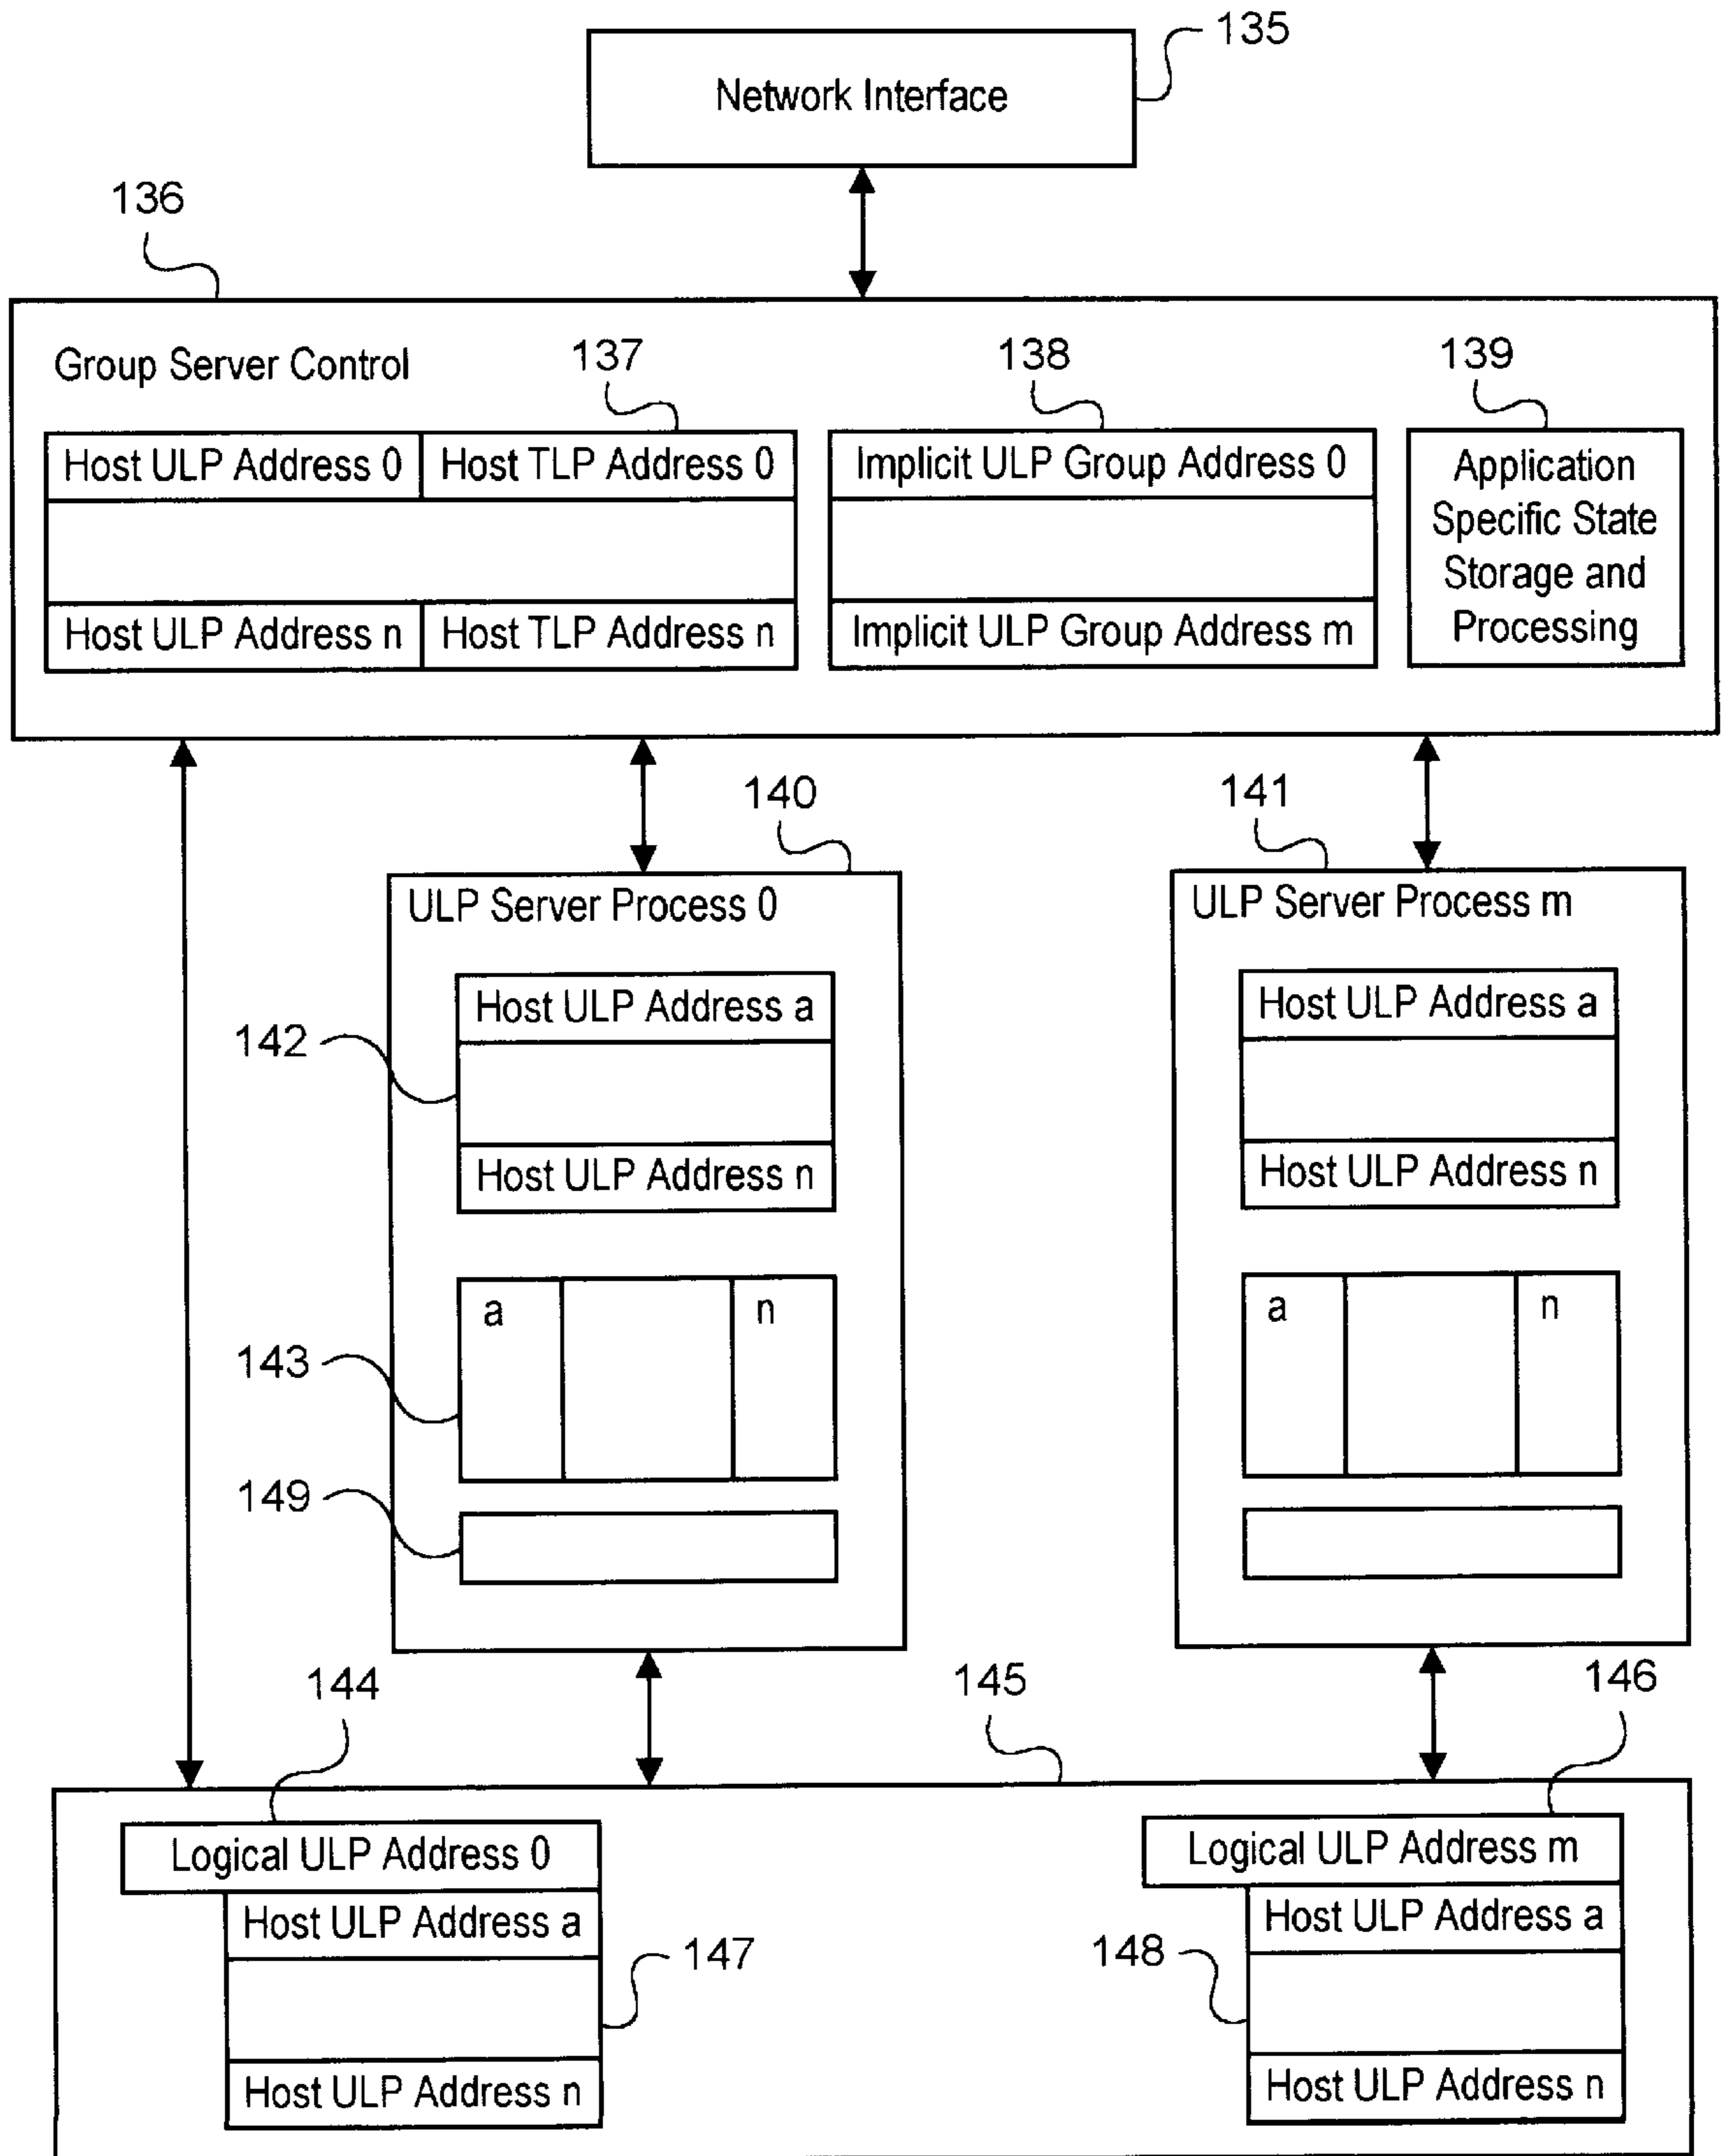 135
Network Interface
136
Group Server Control
137
138
139
Host ULP Address 0
Host TLP Address 0
Host ULP Address n
Host TLP Address n
Implicit ULP Group Address 0
Implicit ULP Group Address m
Application
Specific State
Storage and
Processing
140
141
ULP Server Process 0
142
Host ULP Address a
Host ULP Address n
143
a
n
149
ULP Server Process m
Host ULP Address a
Host ULP Address n
a
n
144
145
146
Logical ULP Address 0
Host ULP Address a
147
Host ULP Address n
Logical ULP Address m
Host ULP Address a
148
Host ULP Address n